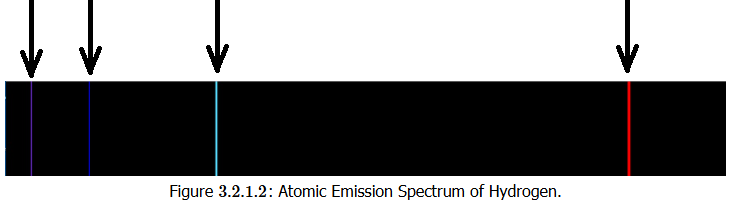 Figure 3.2.1.2: Atomic Emission Spectrum of Hydrogen.